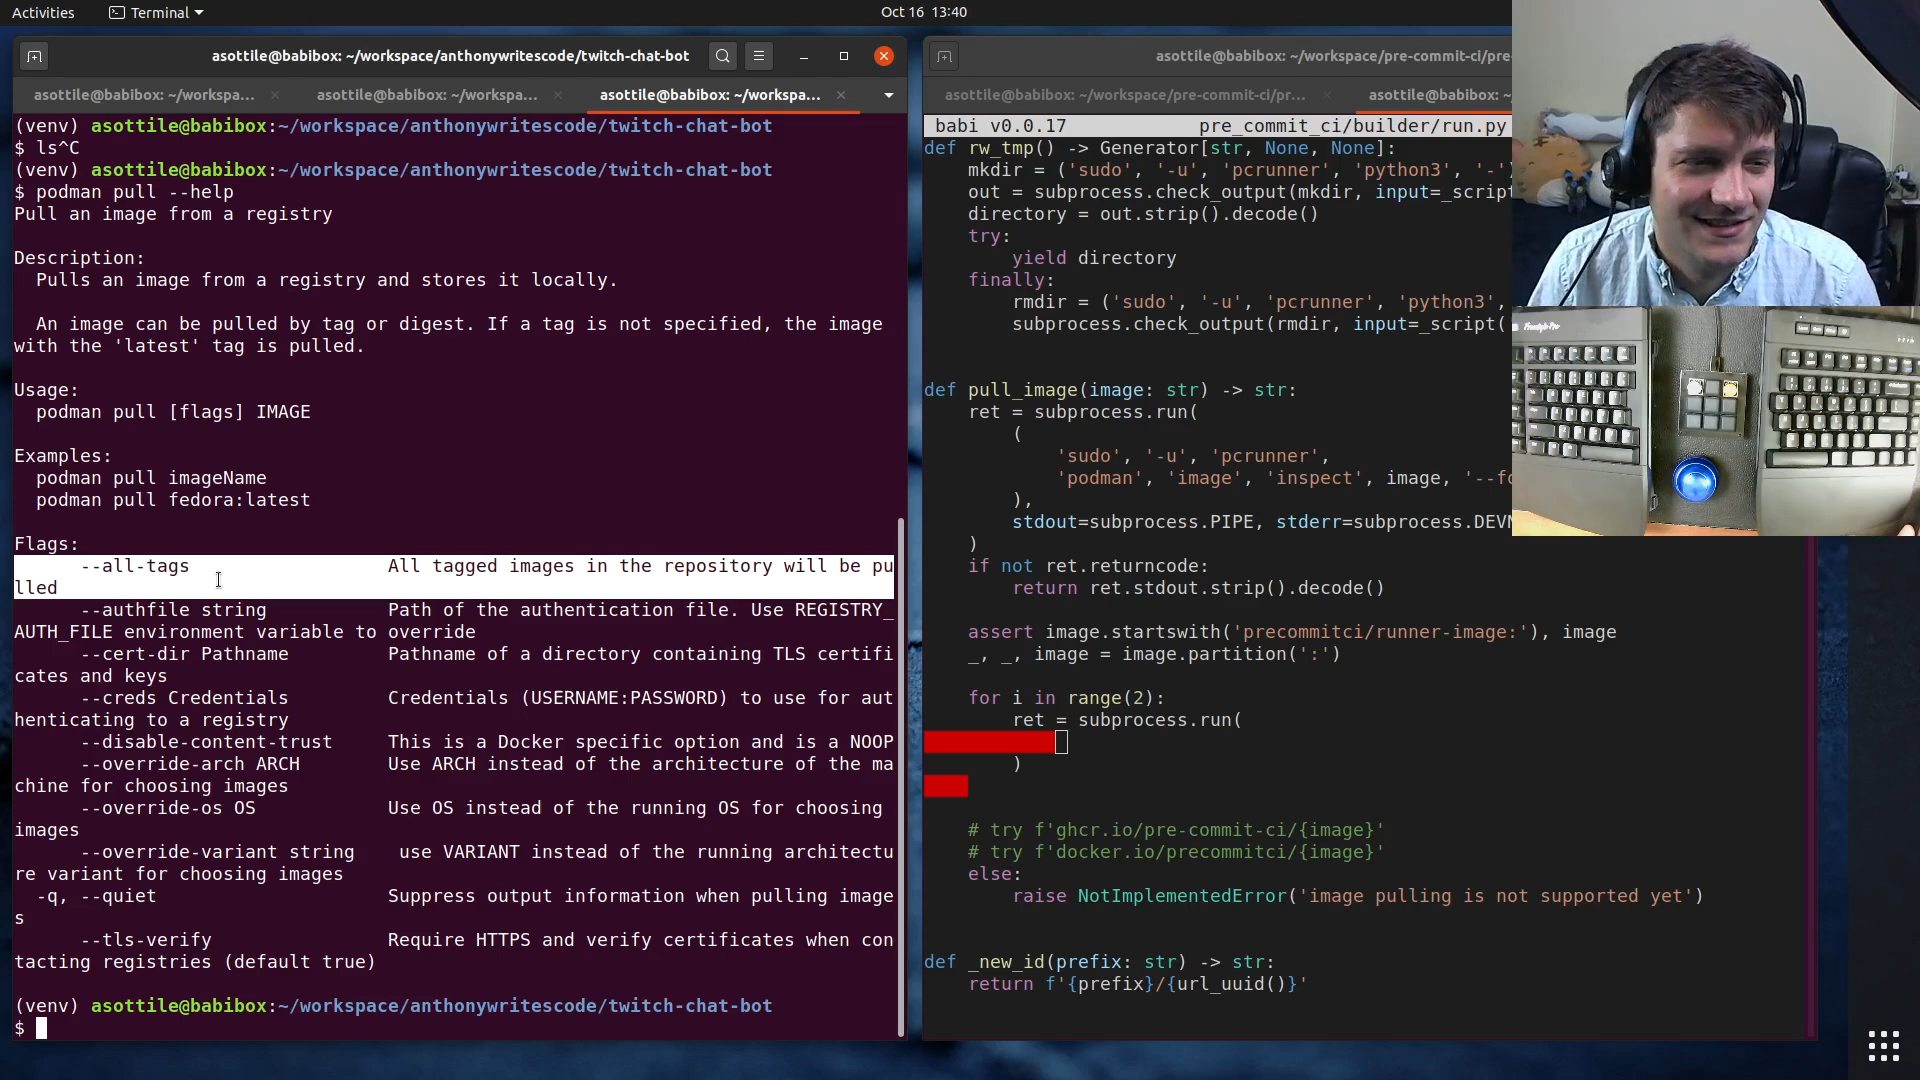 Activities
Terminal
Oct 16 13:40
asottile@babibox: ~/workspace/anthonywritescode/twitch-chat-bot
asottile@babibox: ~/workspa...
asottile@babibox: ~/workspa...
asottile@babibox: ~/workspa...
(venv) asottile@babibox:~/workspace/anthonywritescode/twitch-chat-bot
$ ls^C
(venv) asottile@babibox:~/workspace/anthonywritescode/twitch-chat-bot
$ podman pull --help
Pull an image from a registry
Description:
Pulls an image from a registry and stores it locally.
An image can be pulled by tag or digest. If a tag is not specified, the image
with the 'latest' tag is pulled.
Usage:
podman pull [flags] IMAGE
Examples:
podman pull imageName
podman pull fedora:latest
Flags:
--all-tags All tagged images in the repository will be pu
lled
--authfile string Path of the authentication file. Use REGISTRY_
AUTH_FILE environment variable to override
--cert-dir Pathname Pathname of a directory containing TLS certifi
cates and keys
--creds Credentials Credentials (USERNAME:PASSWORD) to use for aut
henticating to a registry
--disable-content-trust This is a Docker specific option and is a NOOP
--override-arch ARCH Use ARCH instead of the architecture of the ma
chine for choosing images
--override-os OS Use OS instead of the running OS for choosing
images
--override-variant string use VARIANT instead of the running architectu
re variant for choosing images
-q, --quiet Suppress output information when pulling image
s
--tls-verify Require HTTPS and verify certificates when con
tacting registries (default true)
(venv) asottile@babibox:~/workspace/anthonywritescode/twitch-chat-bot
$
asottile@babibox: ~/workspace/pre-commit-ci/pre
asottile@babibox: ~/workspace/pre-commit-ci/pr...
asottile@babibox: ~
babi v0.0.17 pre_commit_ci/builder/run.py
def rw_tmp() -> Generator[str, None, None]:
mkdir = ('sudo', '-u', 'pcrunner', 'python3', '-')
out = subprocess.check_output(mkdir, input=_script
directory = out.strip().decode()
try:
yield directory
finally:
rmdir = ('sudo', '-u', 'pcrunner', 'python3',
subprocess.check_output(rmdir, input=_script(
def pull_image(image: str) -> str:
ret = subprocess.run(
(
'sudo', '-u', 'pcrunner',
'podman', 'image', 'inspect', image, '--fo
),
stdout=subprocess.PIPE, stderr=subprocess.DEVN
)
if not ret.returncode:
return ret.stdout.strip().decode()
assert image.startswith('precommitci/runner-image:'), image
_, _, image = image.partition(':')
for i in range(2):
ret = subprocess.run(
)
# try f'ghcr.io/pre-commit-ci/{image}'
# try f'docker.io/precommitci/{image}'
else:
raise NotImplementedError('image pulling is not supported yet')
def _new_id(prefix: str) -> str:
return f'{prefix}/{url_uuid()}'
Freestyle Pro